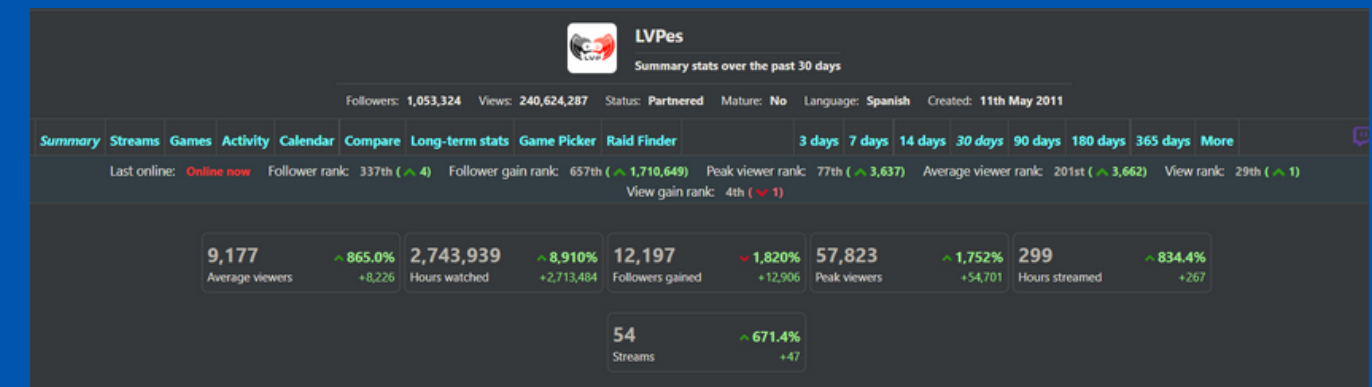 LVPes
Summary stats over the past 30 days
Followers: 1,053,324 Views: 240,624,287 Status: Partnered Mature: No Language: Spanish Created: 11th May 2011
Summary Streams Games Activity Calendar Compare Long-term stats Game Picker Raid Finder 3 days 7 days 14 days 30 days 90 days 180 days 365 days More
Last online: Online now Follower rank: 337th (4) Follower gain rank: 657th (1,710,649) Peak viewer rank: 77th (3,637) Average viewer rank: 201st (3,662) View rank: 29th (1)
View gain rank: 4th (1)
9,177 865.0% 2,743,939 8,910% 12,197 1,820% 57,823 1,752% 299 834.4%
Average viewers +8,226 Hours watched +2,713,484 Followers gained +12,906 Peak viewers +54,701 Hours streamed +267
54 671.4%
Streams +47